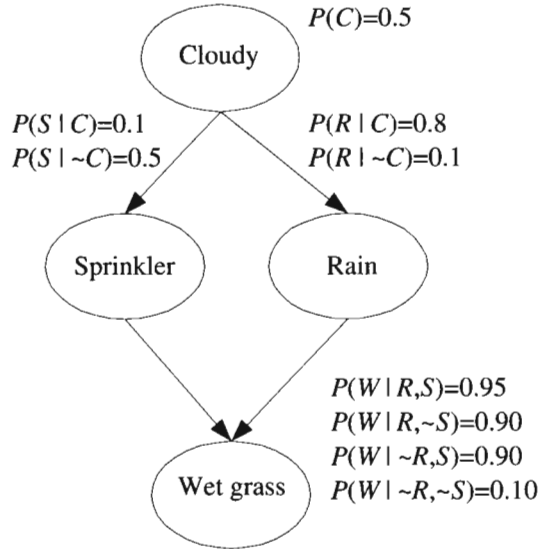 P(C)=0.5
Cloudy
P(S | C)=0.1
P(S | ~C)=0.5
P(R | C)=0.8
P(R | ~C)=0.1
Sprinkler
Rain
P(W | R,S)=0.95
P(W | R,~S)=0.90
P(W | ~R,S)=0.90
P(W | ~R,~S)=0.10
Wet grass